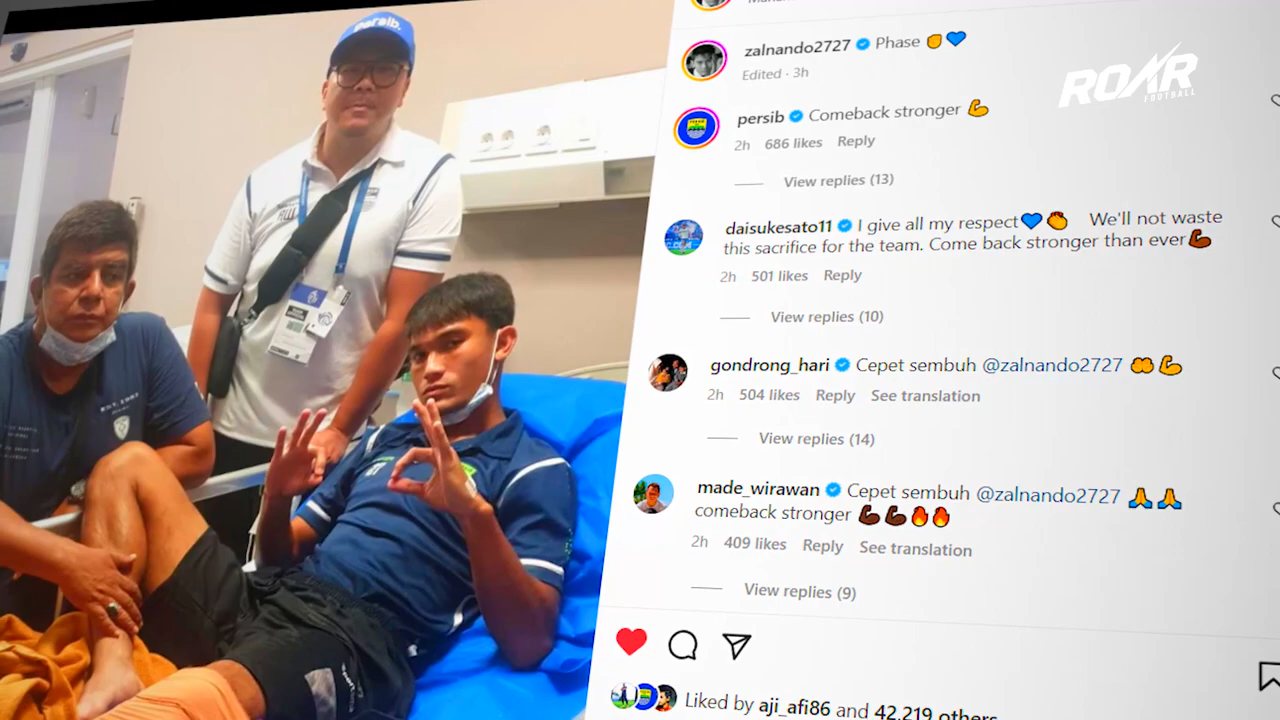 persib.
EST. 1993
zalnando2727 Phase ✊💙
Edited · 3h
ROAR
FOOTBALL
persib Comeback stronger 💪
2h 686 likes Reply
View replies (13)
daisukesato11 I give all my respect💙👏 We'll not waste
this sacrifice for the team. Come back stronger than ever💪🏿
2h 501 likes Reply
View replies (10)
gondrong_hari Cepet sembuh @zalnando2727 🤲💪
2h 504 likes Reply See translation
View replies (14)
made_wirawan Cepet sembuh @zalnando2727 🙏🙏
comeback stronger 💪🏿💪🏿🔥🔥
2h 409 likes Reply See translation
View replies (9)
Liked by aji_afi86 and 42,219 others